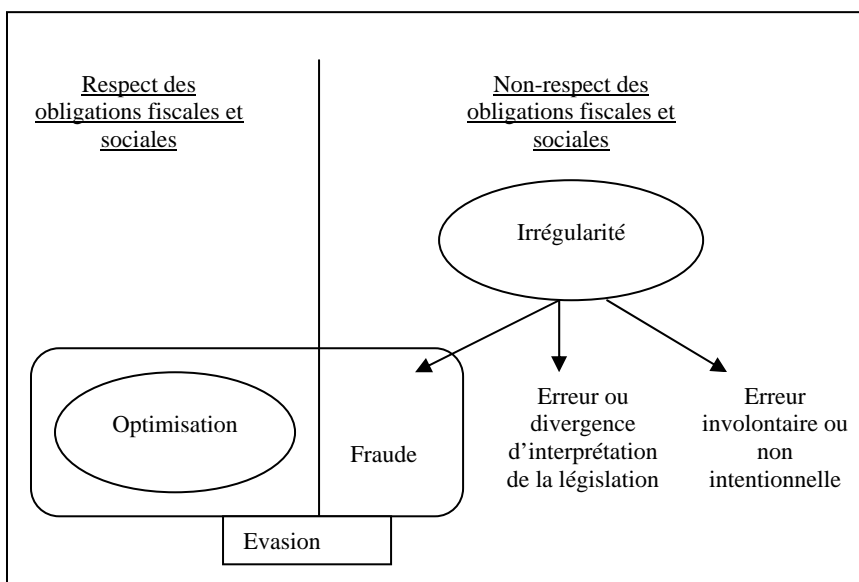 Respect des
obligations fiscales et
sociales
Non-respect des
obligations fiscales et
sociales
Irrégularité
Optimisation
Fraude
Erreur ou
divergence
d’interprétation
de la législation
Erreur
involontaire ou
non
intentionnelle
Evasion